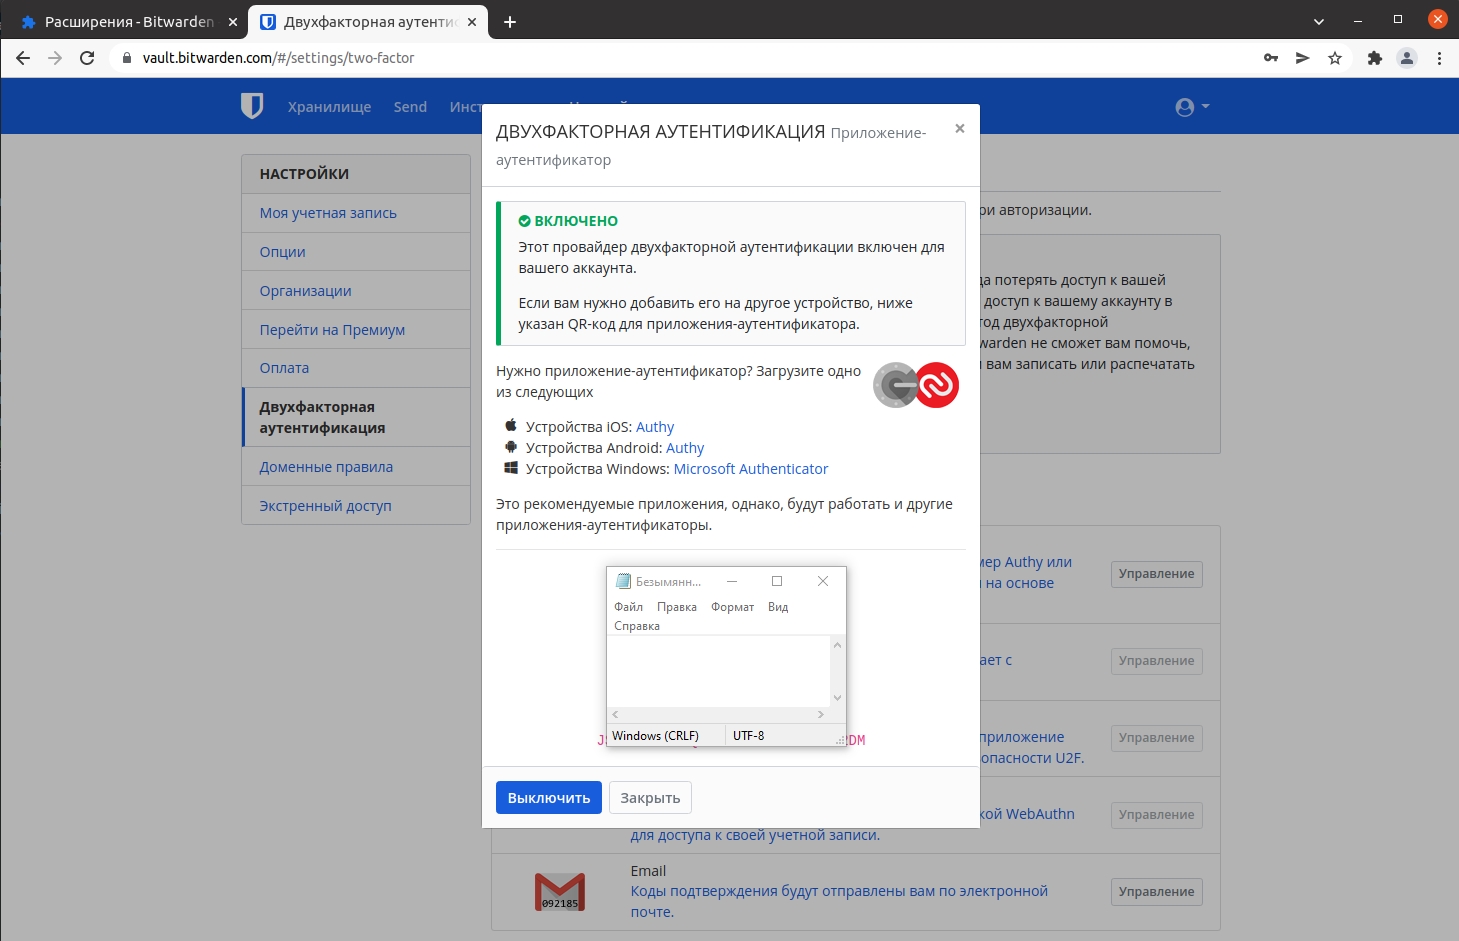 Расширения - Bitwarden
Двухфакторная аутентис
vault.bitwarden.com/#/settings/two-factor
Хранилище Send
НАСТРОЙКИ
Моя учетная запись
Опции
Организации
Перейти на Премиум
Оплата
Двухфакторная
аутентификация
Доменные правила
Экстренный доступ
ДВУХФАКТОРНАЯ АУТЕНТИФИКАЦИЯ Приложение-
аутентификатор
ВКЛЮЧЕНО
Этот провайдер двухфакторной аутентификации включен для
вашего аккаунта.
Если вам нужно добавить его на другое устройство, ниже
указан QR-код для приложения-аутентификатора.
Нужно приложение-аутентификатор? Загрузите одно
из следующих
Устройства iOS: Authy
Устройства Android: Authy
Устройства Windows: Microsoft Authenticator
Это рекомендуемые приложения, однако, будут работать и другие
приложения-аутентификаторы.
Безымянн...
Файл Правка Формат Вид
Справка
Windows (CRLF) UTF-8
Выключить Закрыть
ри авторизации.
да потерять доступ к вашей
доступ к вашему аккаунту в
тод двухфакторной
warden не сможет вам помочь,
вам записать или распечатать
мер Authy или
на основе
Управление
ает с
Управление
приложение
опасности U2F.
Управление
кой WebAuthn
для доступа к своей учетной записи.
Управление
Email
Коды подтверждения будут отправлены вам по электронной
почте.
092185
Управление